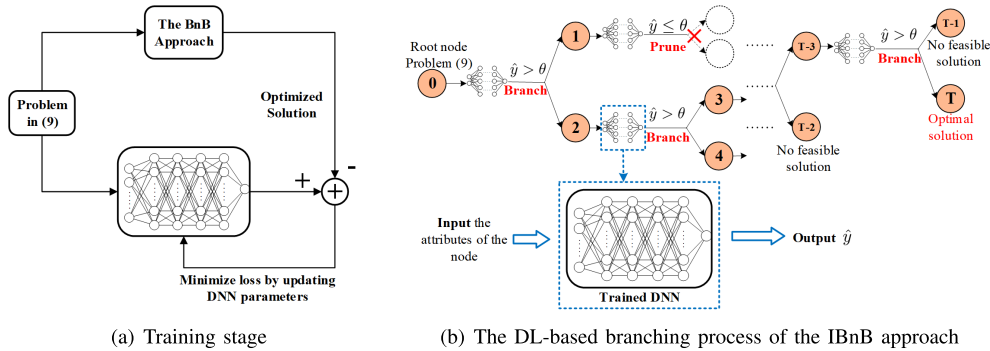 The BnB
Approach
Problem
in (9)
Optimized
Solution
-
+
+
Minimize loss by updating
DNN parameters
(a) Training stage
Root node
Problem (9)
0
ŷ > θ
Branch
1
ŷ ≤ θ
Prune
2
ŷ > θ
Branch
3
4
......
......
......
T-3
T-2
No feasible
solution
ŷ > θ
Branch
T-1
No feasible
solution
T
Optimal
solution
Input the
attributes of the
node
Trained DNN
Output ŷ
(b) The DL-based branching process of the IBnB approach